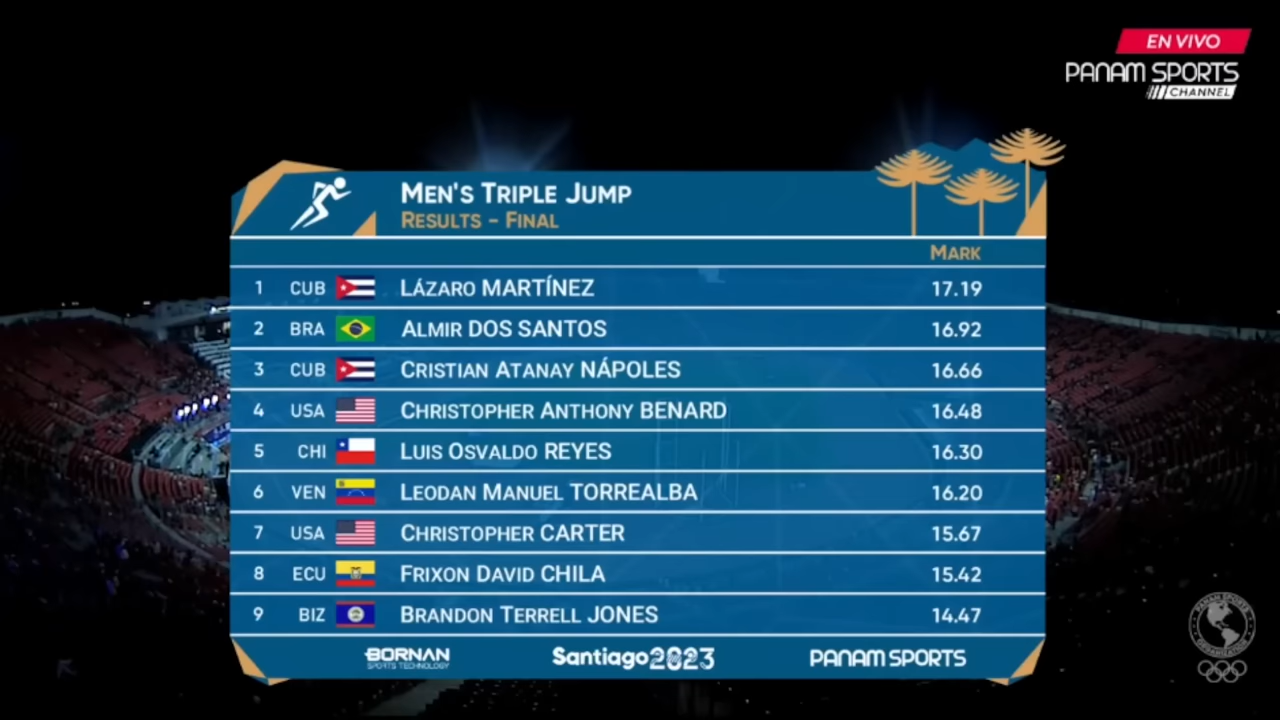 EN VIVO
PANAM SPORTS
CHANNEL
MEN'S TRIPLE JUMP
RESULTS - FINAL
MARK
1 CUB LÁZARO MARTÍNEZ 17.19
2 BRA ALMIR DOS SANTOS 16.92
3 CUB CRISTIAN ATANAY NÁPOLES 16.66
4 USA CHRISTOPHER ANTHONY BENARD 16.48
5 CHI LUIS OSVALDO REYES 16.30
6 VEN LEODAN MANUEL TORREALBA 16.20
7 USA CHRISTOPHER CARTER 15.67
8 ECU FRIXON DAVID CHILA 15.42
9 BIZ BRANDON TERRELL JONES 14.47
BORNAN Santiago2023 PANAM SPORTS
SPORTS TECHNOLOGY
PANAM SPORTS
ORGANIZATION